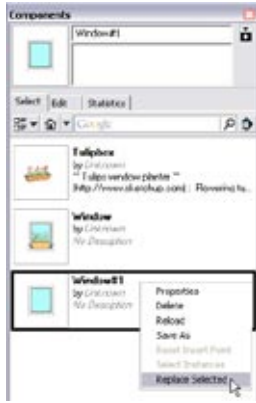 Components
Window#1
Select Edit Statistics
Google
Tulipbox
by Unknown
** Tulips window planter **
(http://www.sketchup.com) : Flowering tu...
Window
by Unknown
No Description
Window#1
by Unknown
No Description
Properties
Delete
Reload
Save As
Reset Insert Point
Select Instances
Replace Selected